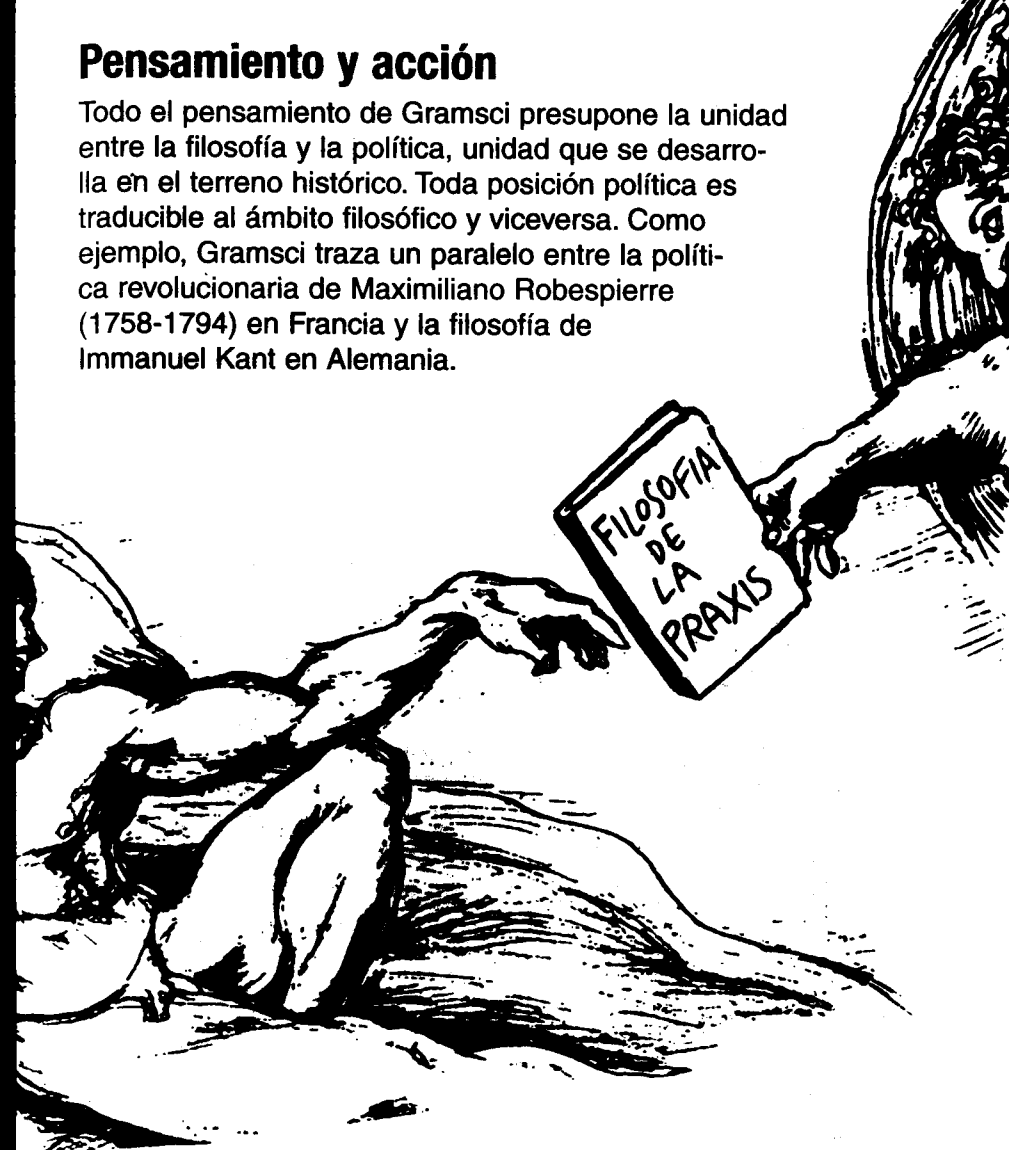 Pensamiento y acción
Todo el pensamiento de Gramsci presupone la unidad
entre la filosofía y la política, unidad que se desarro-
lla en el terreno histórico. Toda posición política es
traducible al ámbito filosófico y viceversa. Como
ejemplo, Gramsci traza un paralelo entre la políti-
ca revolucionaria de Maximiliano Robespierre
(1758-1794) en Francia y la filosofía de
Immanuel Kant en Alemania.
FILOSOFIA
DE
LA
PRAXIS